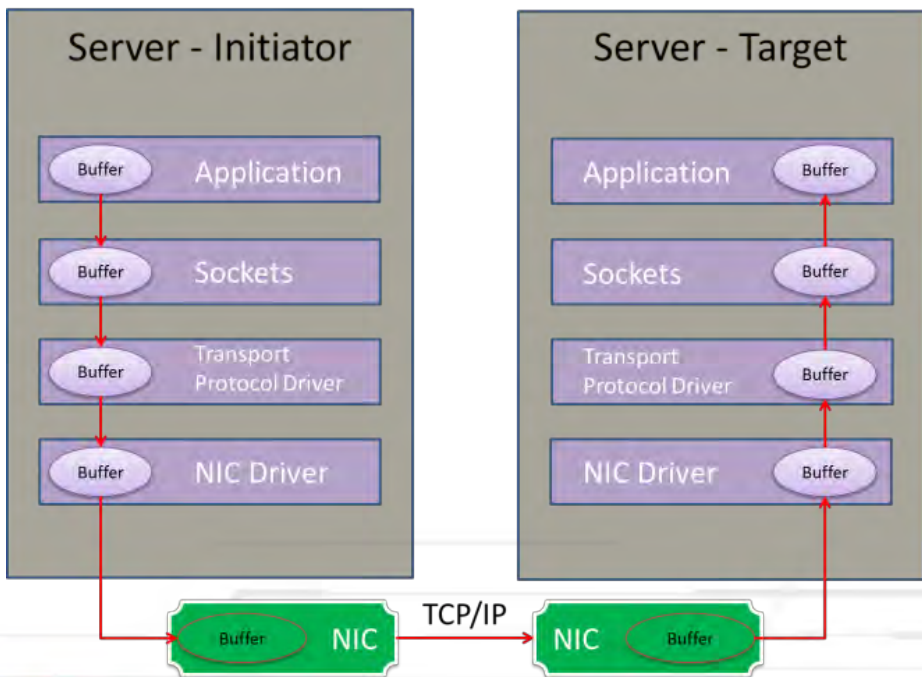 Server - Initiator
Buffer
Application
Buffer
Sockets
Buffer
Transport
Protocol Driver
Buffer
NIC Driver
Server - Target
Application
Buffer
Sockets
Buffer
Transport
Protocol Driver
Buffer
NIC Driver
Buffer
Buffer
NIC
TCP/IP
NIC
Buffer